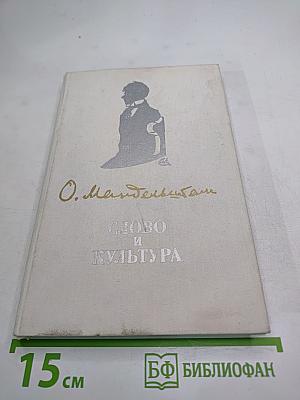 О. Мандельштам
СЛОВО
И
КУЛЬТУРА
15 см
БФ БИБЛИОФАН